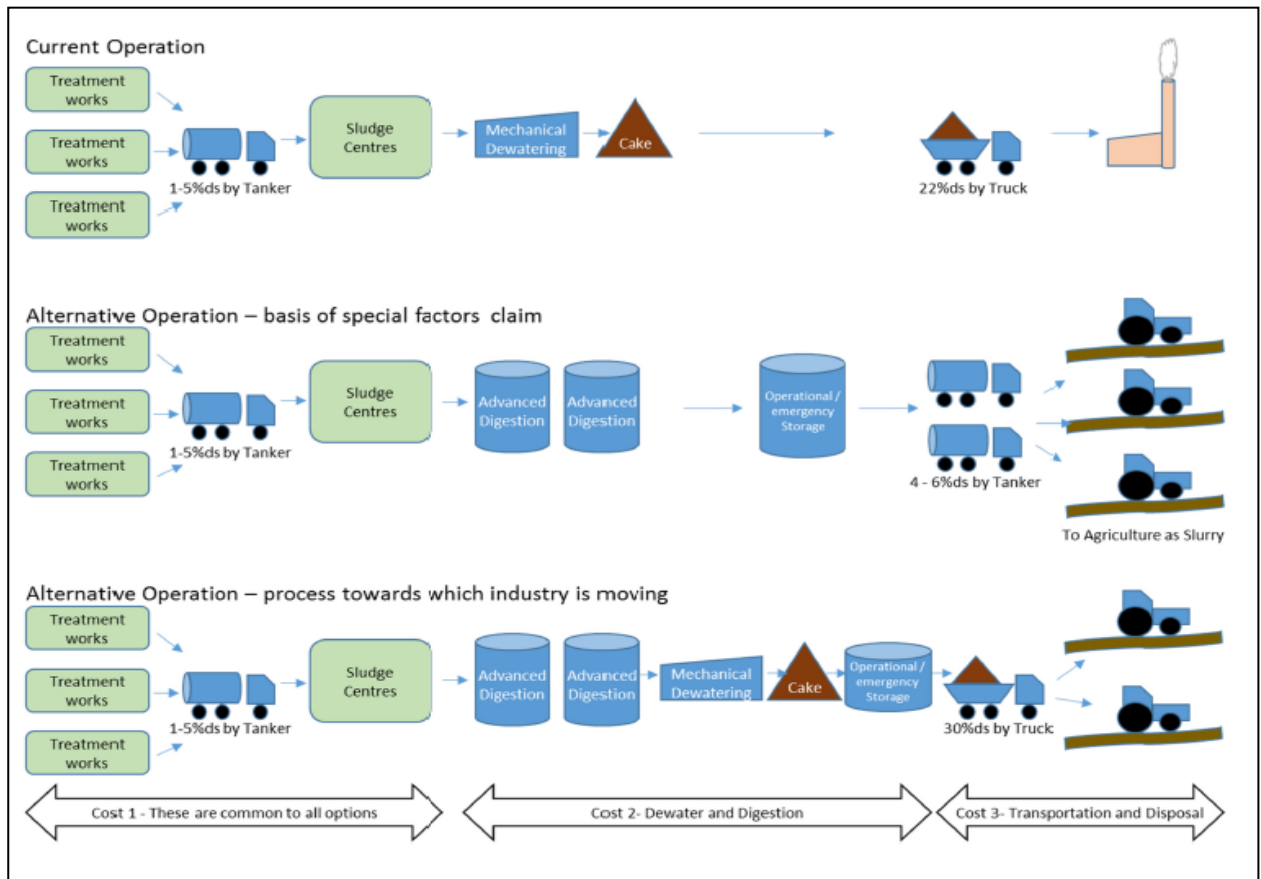 Current Operation
Treatment
works
Treatment
works
Treatment
works
1-5%ds by Tanker
Sludge
Centres
Mechanical
Dewatering
Cake
22%ds by Truck
Alternative Operation – basis of special factors claim
Treatment
works
Treatment
works
Treatment
works
1-5%ds by Tanker
Sludge
Centres
Advanced
Digestion
Advanced
Digestion
Operational /
emergency
Storage
4 - 6%ds by Tanker
To Agriculture as Slurry
Alternative Operation – process towards which industry is moving
Treatment
works
Treatment
works
Treatment
works
1-5%ds by Tanker
Sludge
Centres
Advanced
Digestion
Advanced
Digestion
Mechanical
Dewatering
Cake
Operational /
emergency
Storage
30%ds by Truck
Cost 1 - These are common to all options
Cost 2- Dewater and Digestion
Cost 3- Transportation and Disposal